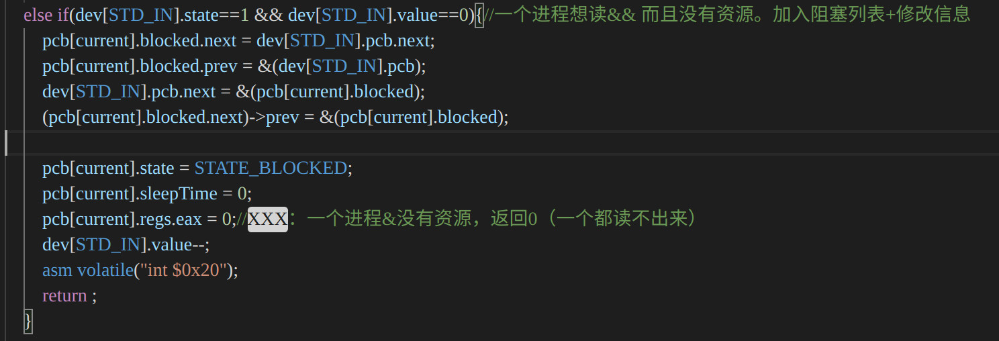 else if(dev[STD_IN].state==1 && dev[STD_IN].value==0){//一个进程想读&& 而且没有资源。加入阻塞列表+修改信息
pcb[current].blocked.next = dev[STD_IN].pcb.next;
pcb[current].blocked.prev = &(dev[STD_IN].pcb);
dev[STD_IN].pcb.next = &(pcb[current].blocked);
(pcb[current].blocked.next)->prev = &(pcb[current].blocked);
pcb[current].state = STATE_BLOCKED;
pcb[current].sleepTime = 0;
pcb[current].regs.eax = 0;//XXX：一个进程&没有资源，返回0（一个都读不出来）
dev[STD_IN].value--;
asm volatile("int $0x20");
return ;
}